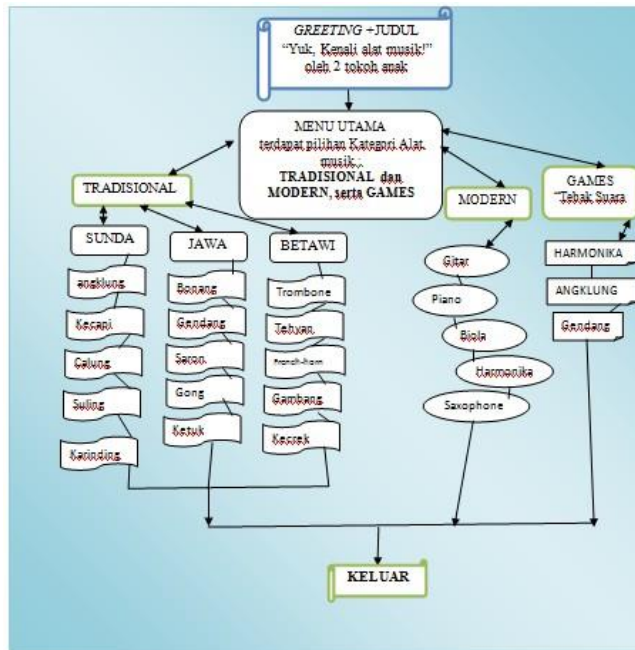 GREETING +JUDUL
“Yuk, Kenali alat musik!”
oleh 2 tokoh anak
MENU UTAMA
terdapat pilihan Kategori Alat
musik :
TRADISIONAL dan
MODERN, serta GAMES
TRADISIONAL
MODERN
GAMES
“Tebak Suara
SUNDA
JAWA
BETAWI
angklung
Kecapi
Calung
Suling
Karinding
Bonang
Gendang
Saron
Gong
Ketuk
Trombone
Tehyan
French-horn
Gambang
Kecrek
Gitar
Piano
Biola
Harmonika
Saxophone
HARMONIKA
ANGKLUNG
Gendang
KELUAR